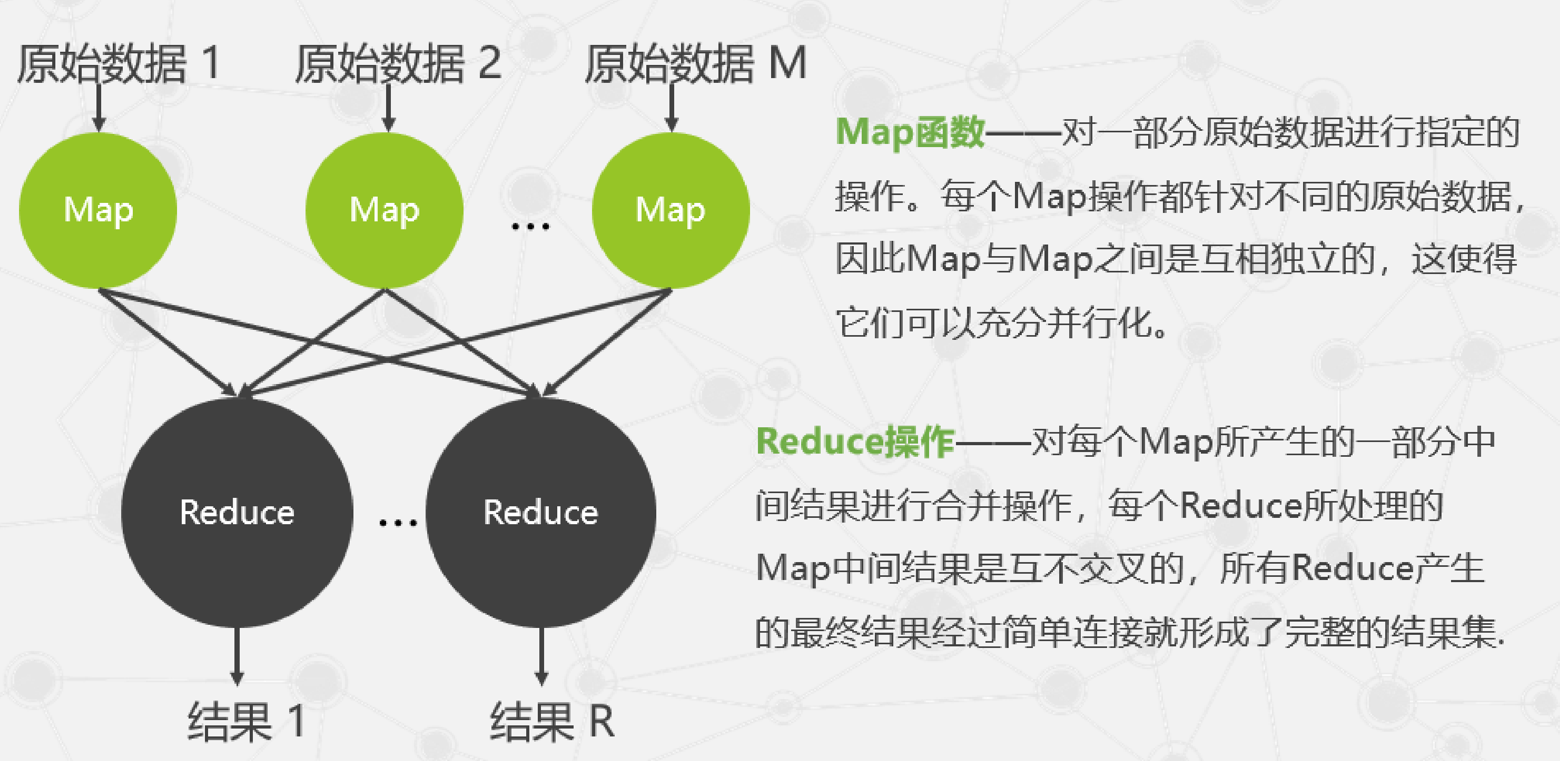 原始数据 1 原始数据 2 原始数据 M
Map Map ... Map
Map函数——对一部分原始数据进行指定的
操作。每个Map操作都针对不同的原始数据，
因此Map与Map之间是互相独立的，这使得
它们可以充分并行化。
Reduce ... Reduce
Reduce操作——对每个Map所产生的一部分中
间结果进行合并操作，每个Reduce所处理的
Map中间结果是互不交叉的，所有Reduce产生
的最终结果经过简单连接就形成了完整的结果集.
结果 1 结果 R